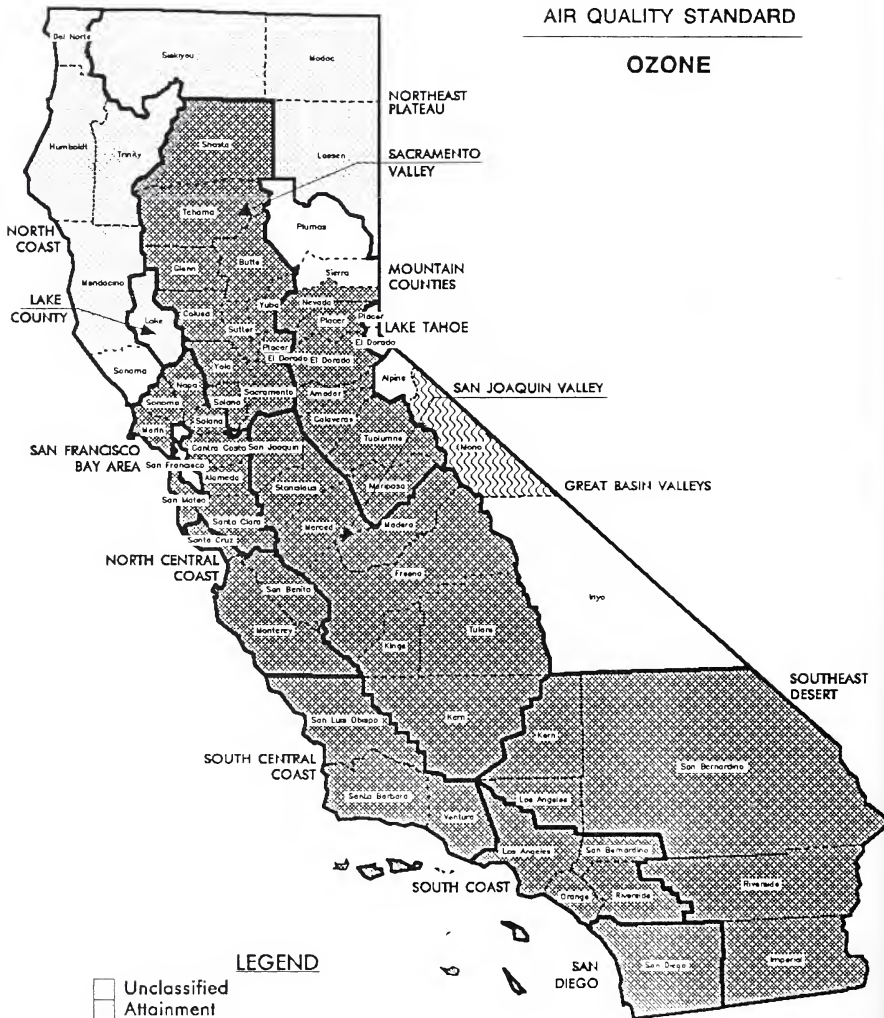 AIR QUALITY STANDARD
OZONE
Del Norte
Siskiyou
Modoc
NORTHEAST
PLATEAU
Shasta
Humboldt
Trinity
Lassen
SACRAMENTO
VALLEY
Tehama
Plumas
NORTH
COAST
Butte
Glenn
Sierra
MOUNTAIN
COUNTIES
Mendocino
LAKE
COUNTY
Lake
Colusa
Yuba
Nevada
Sutter
Placer
Placer
LAKE TAHOE
Placer
El Dorado
El Dorado
El Dorado
Sonoma
Yolo
Napa
Alpine
SAN JOAQUIN VALLEY
Sonoma
Solano
Sacramento
Amador
Marin
Solano
Calaveras
SAN FRANCISCO
BAY AREA
Contra Costa
San Joaquin
Tuolumne
Mono
San Francisco
Alameda
Stanislaus
Mariposa
GREAT BASIN VALLEYS
San Mateo
Santa Clara
Merced
Madera
Santa Cruz
NORTH CENTRAL
COAST
Fresno
San Benito
Inyo
Monterey
Kings
Tulare
SOUTHEAST
DESERT
San Luis Obispo
Kern
Kern
San Bernardino
SOUTH CENTRAL
COAST
Santa Barbara
Ventura
Los Angeles
Los Angeles
San Bernardino
SOUTH COAST
Orange
Riverside
Riverside
SAN
DIEGO
San Diego
Imperial
LEGEND
Unclassified
Attainment